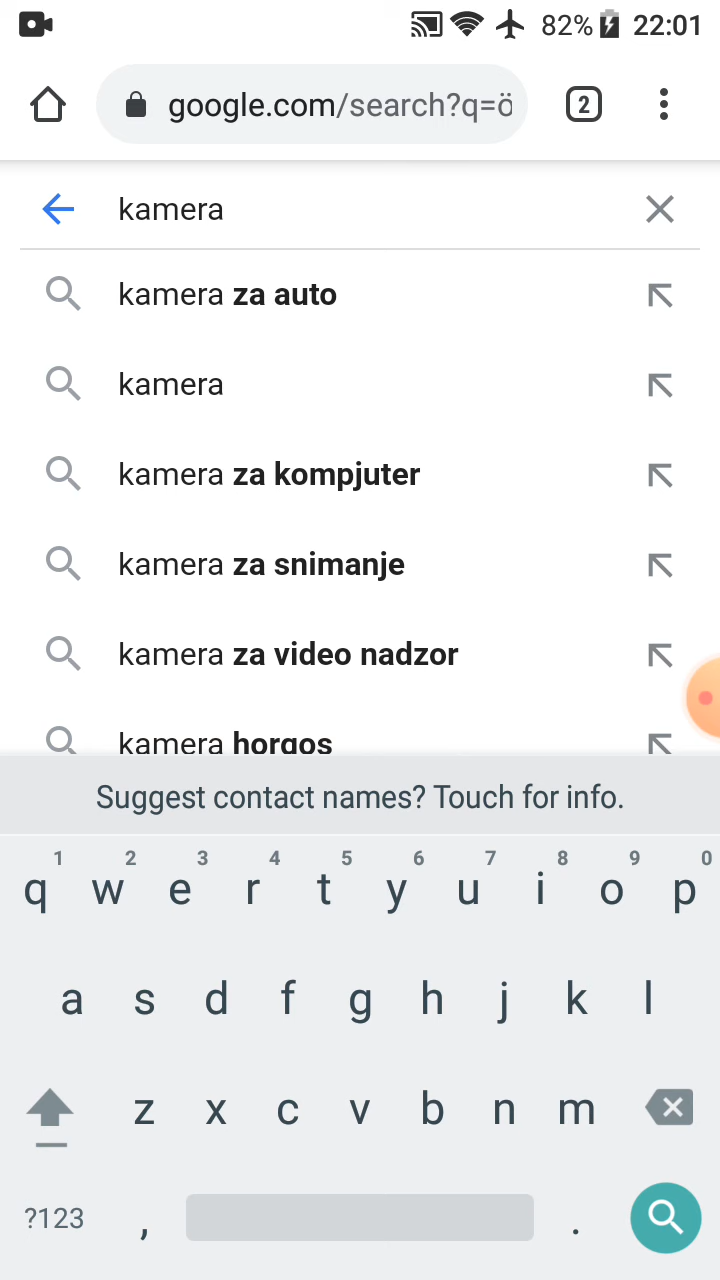 82% 22:01
google.com/search?q=ö 2
kamera
kamera za auto
kamera
kamera za kompjuter
kamera za snimanje
kamera za video nadzor
kamera horgos
Suggest contact names? Touch for info.
1 2 3 4 5 6 7 8 9 0
q w e r t y u i o p
a s d f g h j k l
z x c v b n m
?123 , .